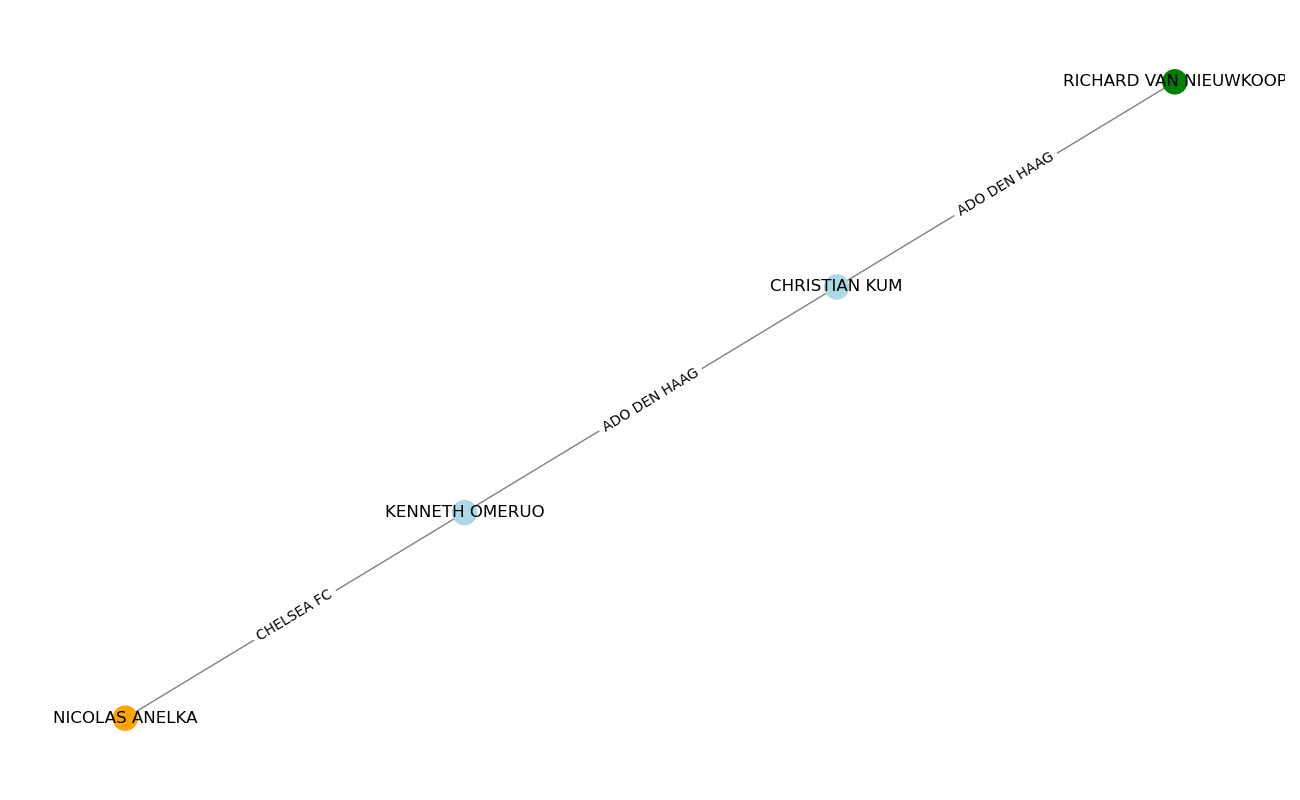 RICHARD VAN NIEUWKOOP
ADO DEN HAAG
CHRISTIAN KUM
ADO DEN HAAG
KENNETH OMERUO
CHELSEA FC
NICOLAS ANELKA